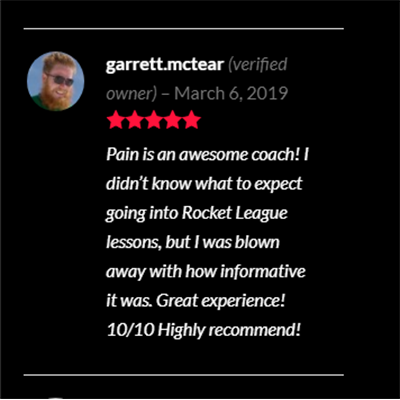 garrett.mctear (verified
owner) – March 6, 2019
Pain is an awesome coach! I
didn't know what to expect
going into Rocket League
lessons, but I was blown
away with how informative
it was. Great experience!
10/10 Highly recommend!